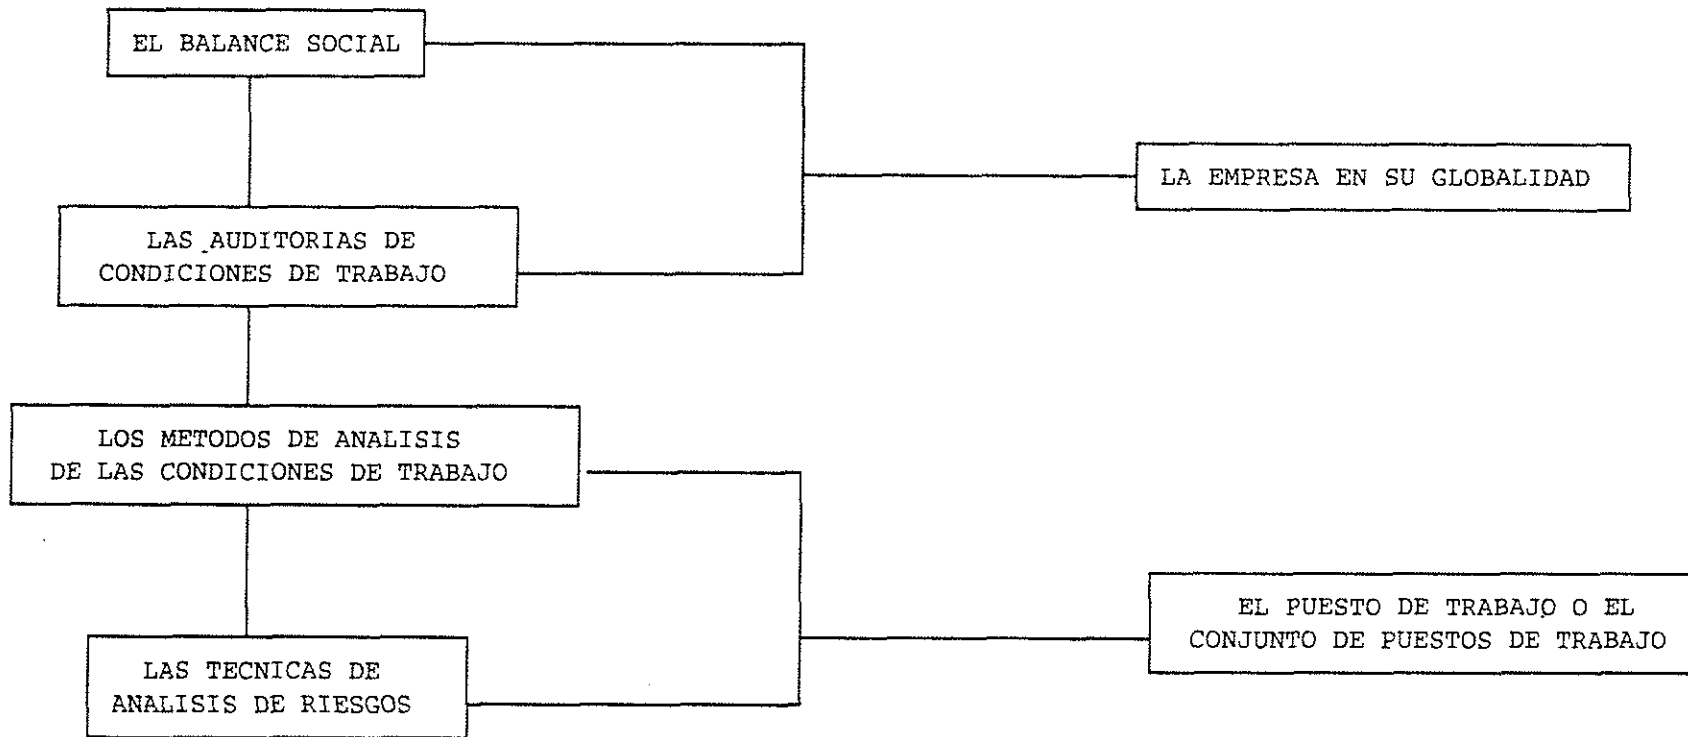 EL BALANCE SOCIAL
LA EMPRESA EN SU GLOBALIDAD
LAS AUDITORIAS DE
CONDICIONES DE TRABAJO
LOS METODOS DE ANALISIS
DE LAS CONDICIONES DE TRABAJO
EL PUESTO DE TRABAJO O EL
CONJUNTO DE PUESTOS DE TRABAJO
LAS TECNICAS DE
ANALISIS DE RIESGOS